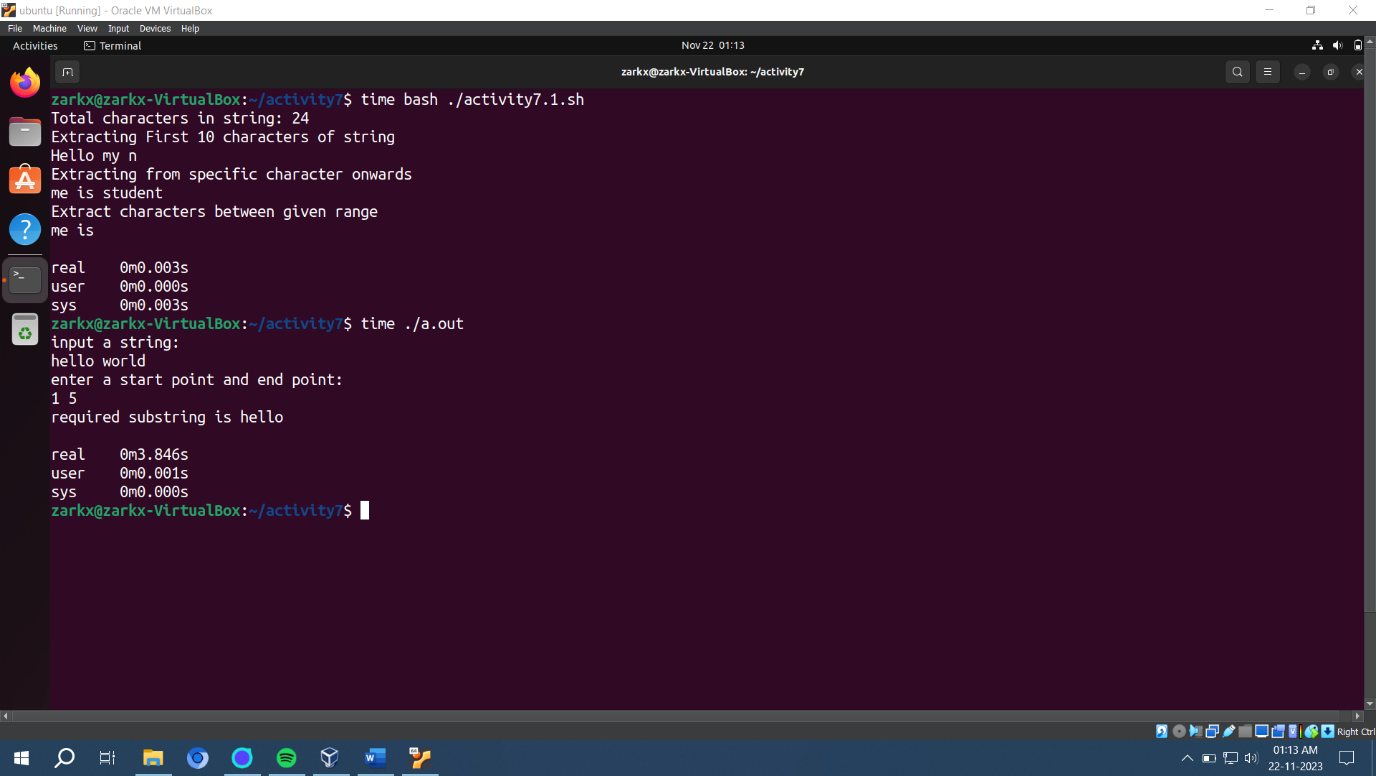 ubuntu [Running] - Oracle VM VirtualBox
File Machine View Input Devices Help
Activities Terminal Nov 22 01:13
zarkx@zarkx-VirtualBox: ~/activity7
zarkx@zarkx-VirtualBox:~/activity7$ time bash ./activity7.1.sh
Total characters in string: 24
Extracting First 10 characters of string
Hello my n
Extracting from specific character onwards
me is student
Extract characters between given range
me is
real 0m0.003s
user 0m0.000s
sys 0m0.003s
zarkx@zarkx-VirtualBox:~/activity7$ time ./a.out
input a string:
hello world
enter a start point and end point:
1 5
required substring is hello
real 0m3.846s
user 0m0.001s
sys 0m0.000s
zarkx@zarkx-VirtualBox:~/activity7$
Right Ctrl
01:13 AM
22-11-2023